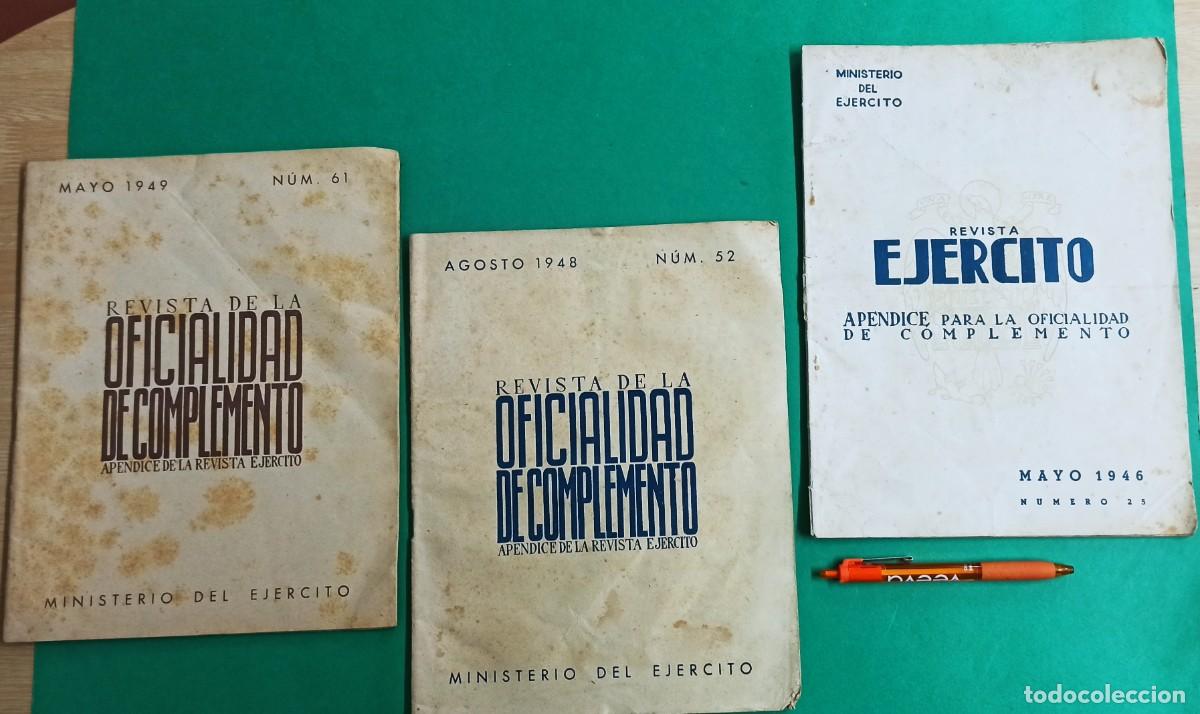 MAYO 1949 NÚM. 61
REVISTA DE LA
OFICIALIDAD
DE COMPLEMENTO
APENDICE DE LA REVISTA EJERCITO
MINISTERIO DEL EJERCITO
AGOSTO 1948 NÚM. 52
REVISTA DE LA
OFICIALIDAD
DE COMPLEMENTO
APENDICE DE LA REVISTA EJERCITO
MINISTERIO DEL EJERCITO
MINISTERIO
DEL
EJERCITO
REVISTA
EJERCITO
APENDICE PARA LA OFICIALIDAD
DE COMPLEMENTO
MAYO 1946
NUMERO 25
todocoleccion